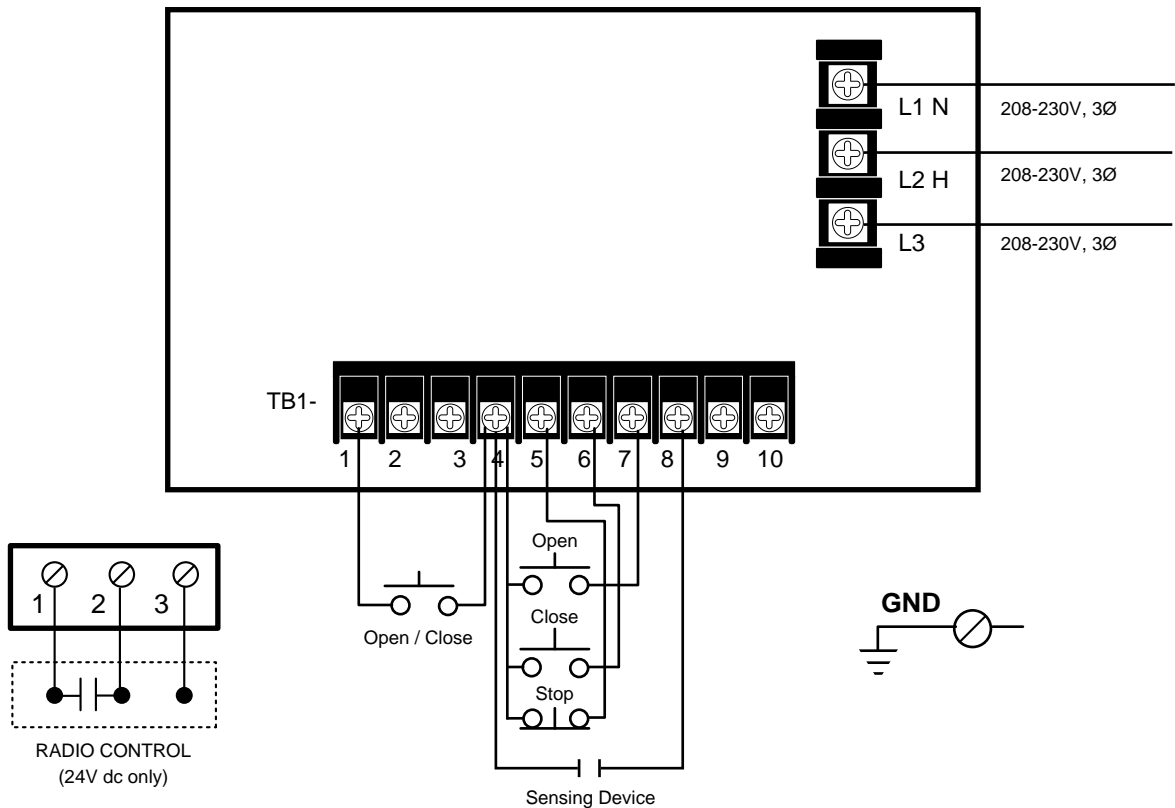 L1 N 208-230V, 3Ø
L2 H 208-230V, 3Ø
L3 208-230V, 3Ø
TB1-
1 2 3 4 5 6 7 8 9 10
Open
1 2 3
Open / Close
Close
GND
Stop
RADIO CONTROL
(24V dc only)
Sensing Device